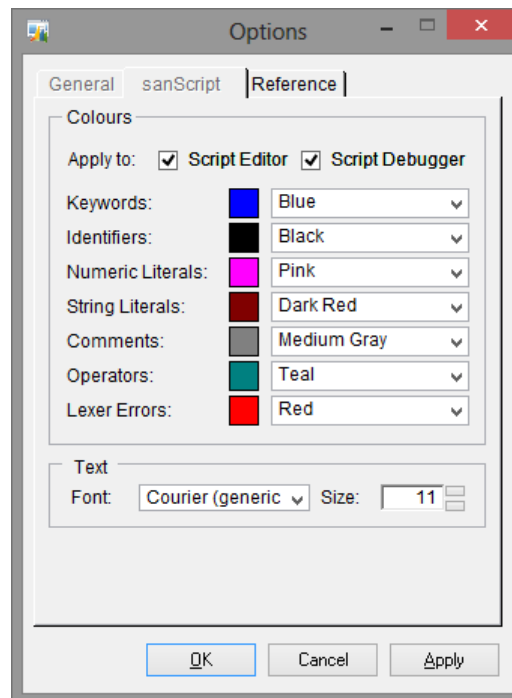 Options
General sanScript Reference
Colours
Apply to: Script Editor Script Debugger
Keywords: Blue
Identifiers: Black
Numeric Literals: Pink
String Literals: Dark Red
Comments: Medium Gray
Operators: Teal
Lexer Errors: Red
Text
Font: Courier (generic Size: 11
OK Cancel Apply